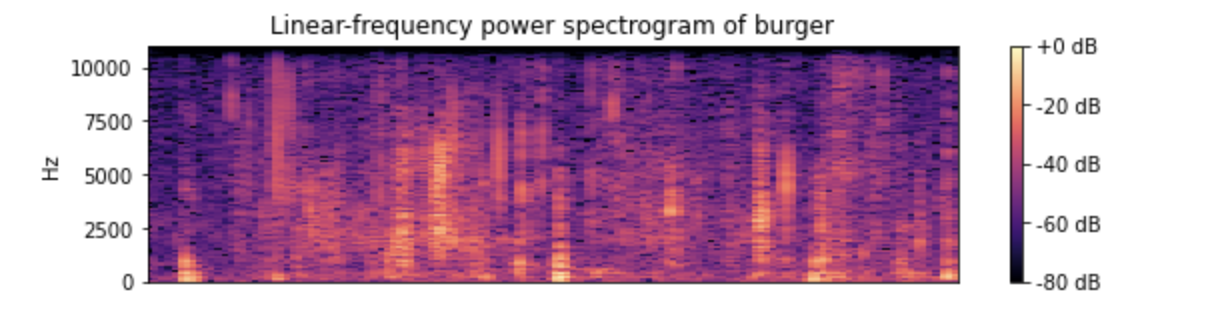 Linear-frequency power spectrogram of burger
Hz
10000
7500
5000
2500
0
+0 dB
-20 dB
-40 dB
-60 dB
-80 dB